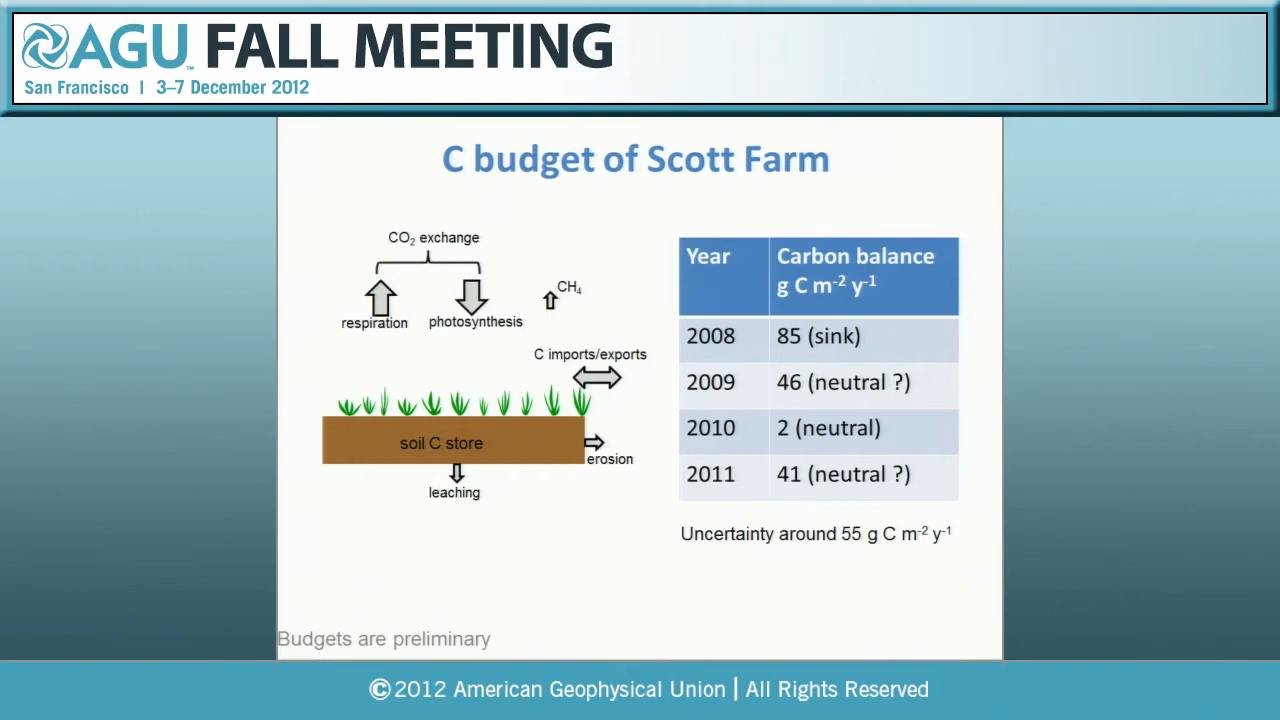 AGU™ FALL MEETING
San Francisco | 3–7 December 2012
C budget of Scott Farm
CO₂ exchange
CH₄
respiration
photosynthesis
C imports/exports
soil C store
erosion
leaching
Year Carbon balance
g C m⁻² y⁻¹
2008 85 (sink)
2009 46 (neutral ?)
2010 2 (neutral)
2011 41 (neutral ?)
Uncertainty around 55 g C m⁻² y⁻¹
Budgets are preliminary
©2012 American Geophysical Union | All Rights Reserved